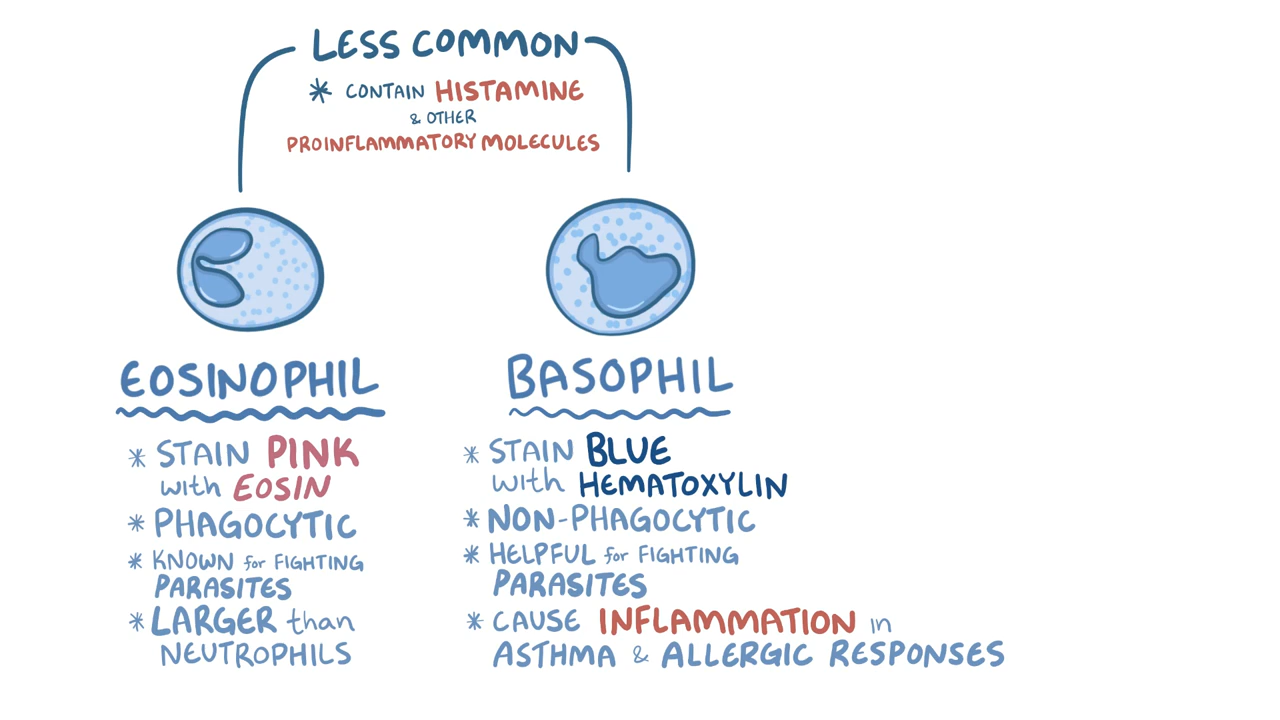 LESS COMMON
* CONTAIN HISTAMINE
& OTHER
PROINFLAMMATORY MOLECULES
EOSINOPHIL
* STAIN PINK
with EOSIN
* PHAGOCYTIC
* KNOWN for FIGHTING
PARASITES
* LARGER than
NEUTROPHILS
BASOPHIL
* STAIN BLUE
with HEMATOXYLIN
* NON-PHAGOCYTIC
* HELPFUL for FIGHTING
PARASITES
* CAUSE INFLAMMATION in
ASTHMA & ALLERGIC RESPONSES